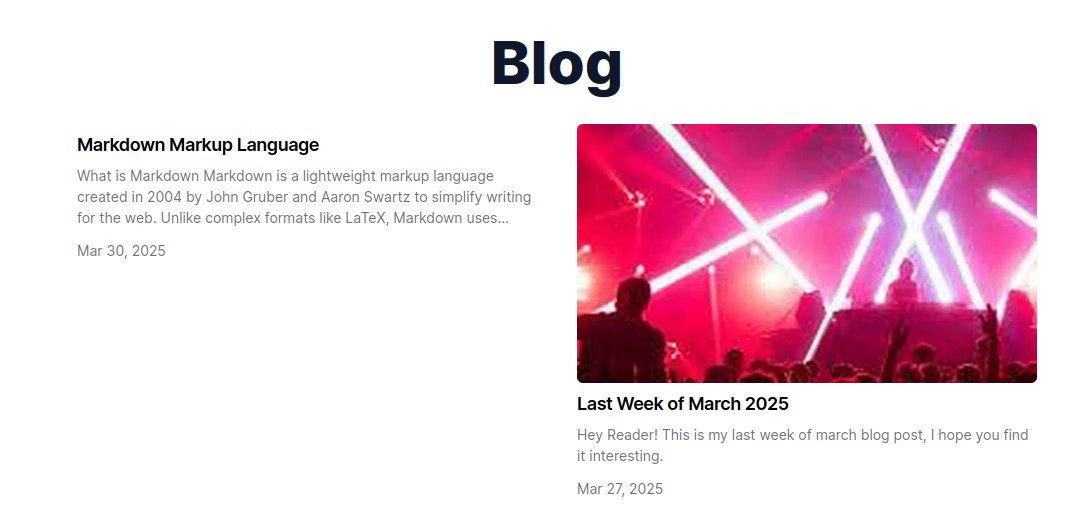 Blog
Markdown Markup Language
What is Markdown Markdown is a lightweight markup language
created in 2004 by John Gruber and Aaron Swartz to simplify writing
for the web. Unlike complex formats like LaTeX, Markdown uses...
Mar 30, 2025
Last Week of March 2025
Hey Reader! This is my last week of march blog post, I hope you find
it interesting.
Mar 27, 2025